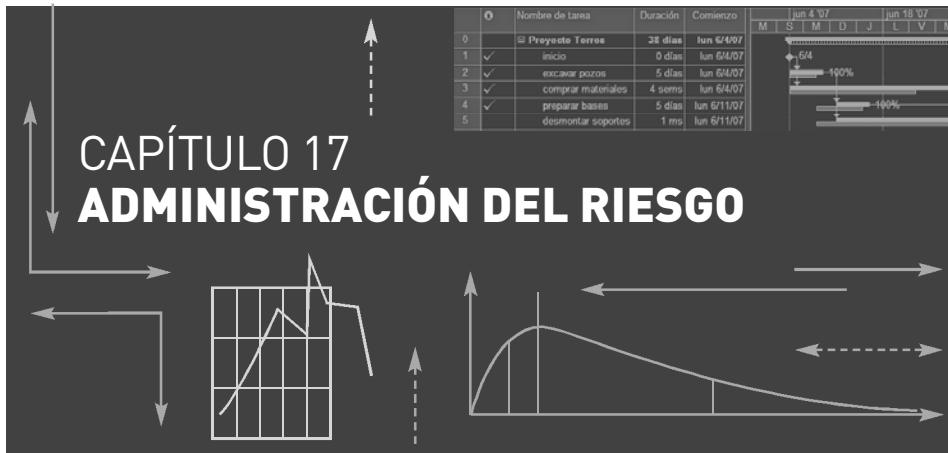 Nombre de tarea Duración Comienzo jun 4 '07 jun 18 '07
M S M D J L V
0 Proyecto Torres 38 días lun 6/4/07
1 inicio 0 días lun 6/4/07 6/4
2 excavar pozos 5 días lun 6/4/07 100%
3 comprar materiales 4 sems lun 6/4/07
4 preparar bases 5 días lun 6/11/07 100%
5 desmontar soportes 1 ms lun 6/11/07
CAPÍTULO 17
ADMINISTRACIÓN DEL RIESGO